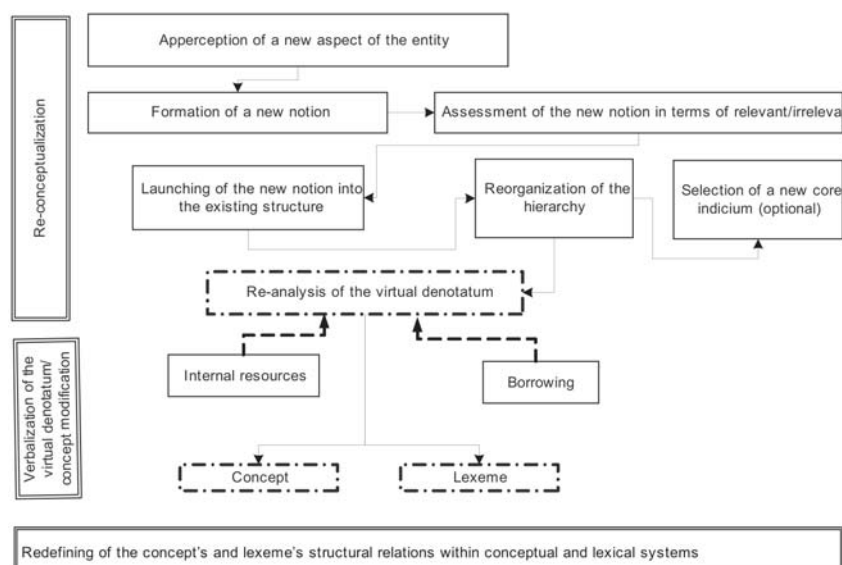 Apperception of a new aspect of the entity
Re-conceptualization
Formation of a new notion
Assessment of the new notion in terms of relevant/irreleva
Launching of the new notion into
the existing structure
Reorganization of the
hierarchy
Selection of a new core
indicium (optional)
Re-analysis of the virtual denotatum
Verbalization of the
virtual denotatum/
concept modification
Internal resources
Borrowing
Concept
Lexeme
Redefining of the concept's and lexeme's structural relations within conceptual and lexical systems